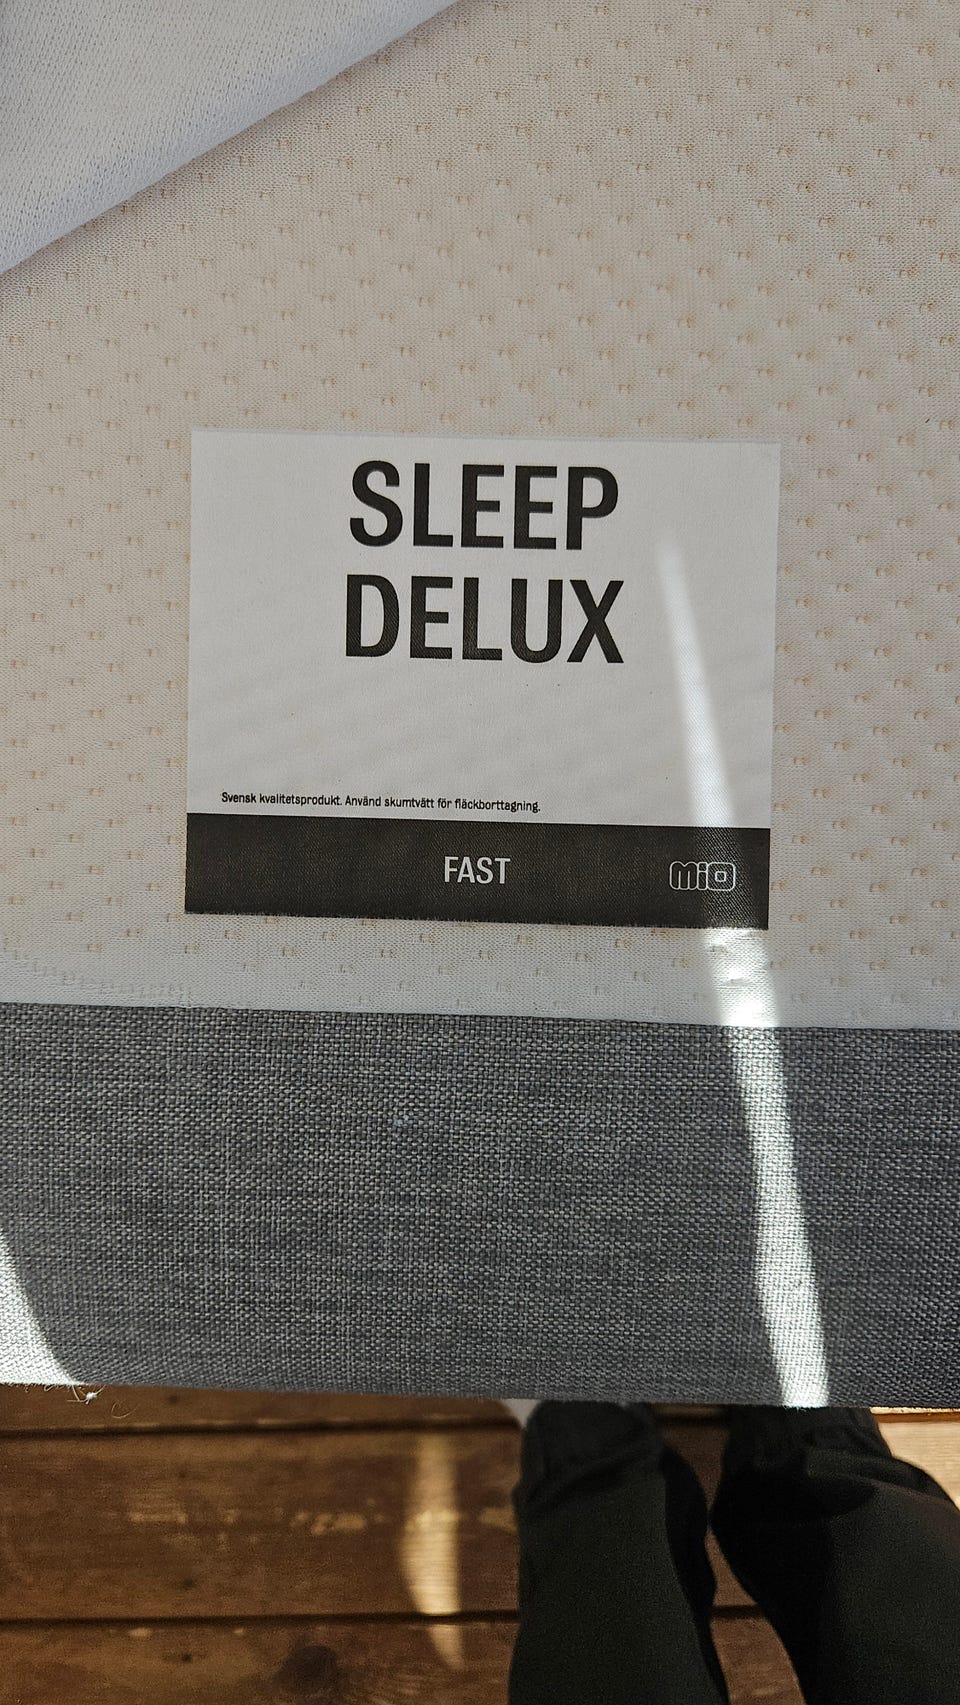 SLEEP
DELUX
Svensk kvalitetsprodukt. Använd skumtvätt för fläckborttagning.
FAST
MiO